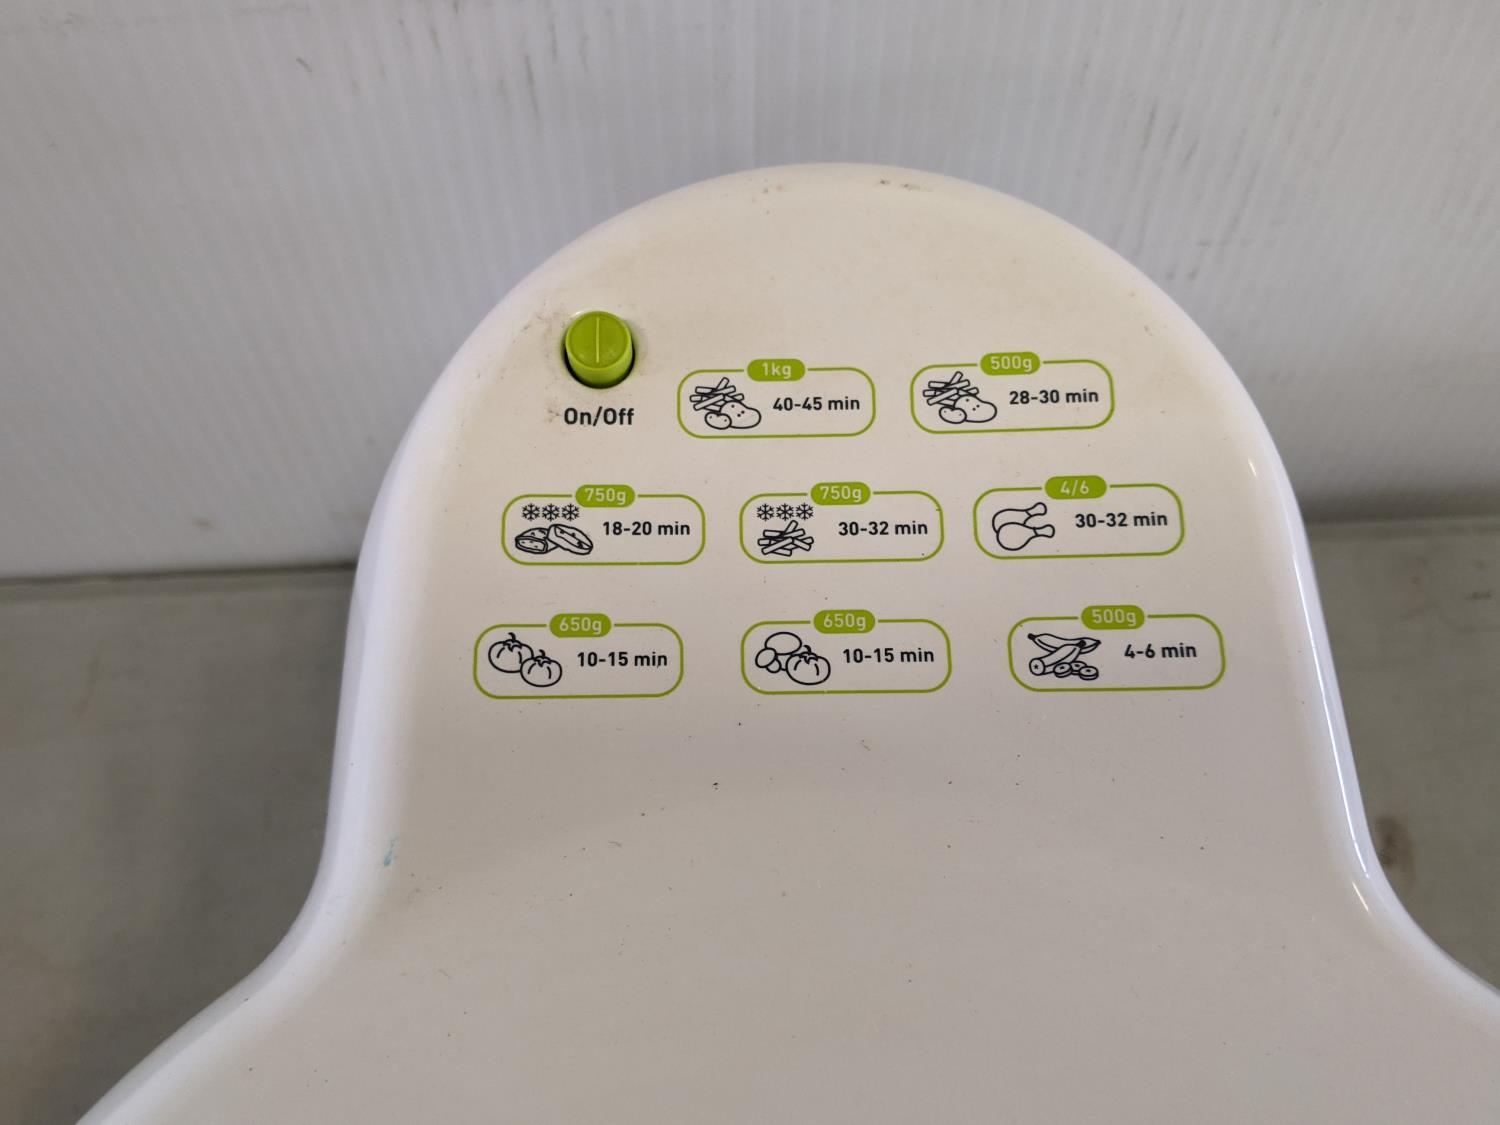 On/Off
1kg
40-45 min
500g
28-30 min
750g
18-20 min
750g
30-32 min
4/6
30-32 min
650g
10-15 min
650g
10-15 min
500g
4-6 min